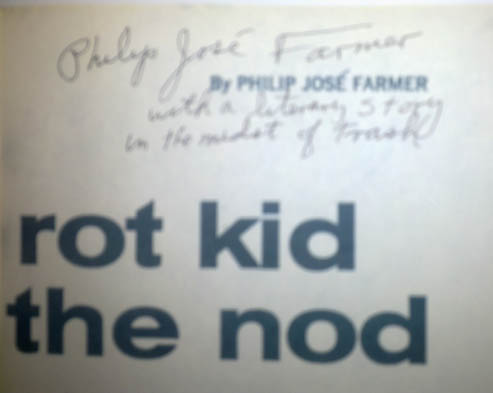 Philip José Farmer
By PHILIP JOSÉ FARMER
with a literary story
in the midst of Trash
rot kid
the nod